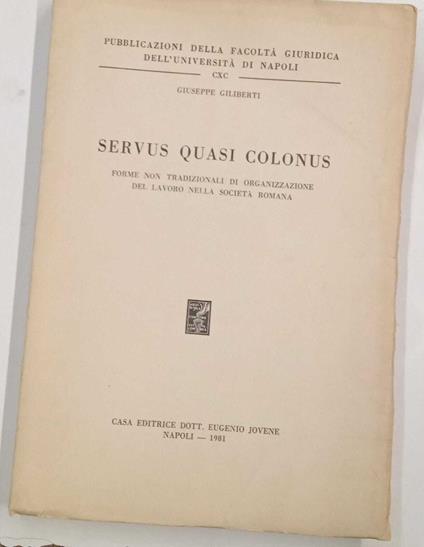 PUBBLICAZIONI DELLA FACOLTÀ GIURIDICA
DELL'UNIVERSITÀ DI NAPOLI
CXC
GIUSEPPE GILIBERTI
SERVUS QUASI COLONUS
FORME NON TRADIZIONALI DI ORGANIZZAZIONE
DEL LAVORO NELLA SOCIETÀ ROMANA
CASA EDITRICE DOTT. EUGENIO JOVENE
NAPOLI — 1981